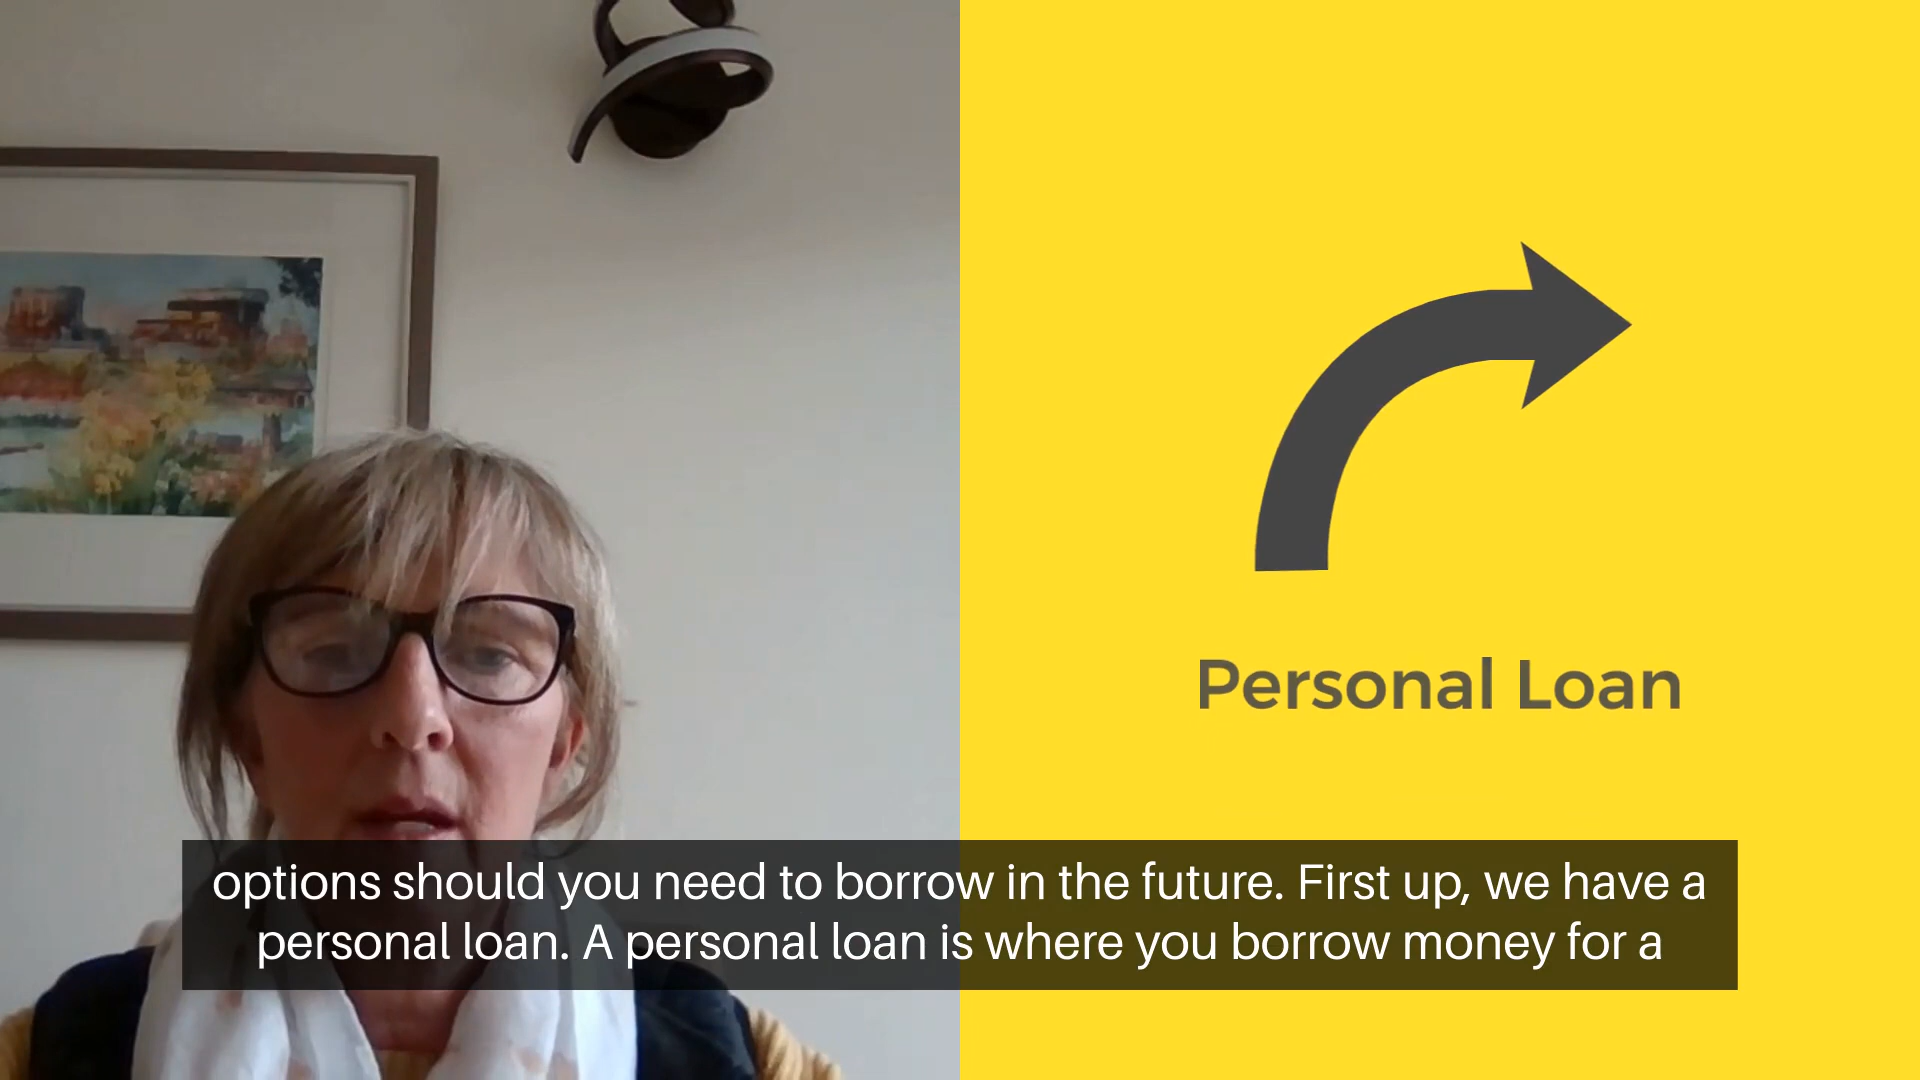 Personal Loan
options should you need to borrow in the future. First up, we have a
personal loan. A personal loan is where you borrow money for a